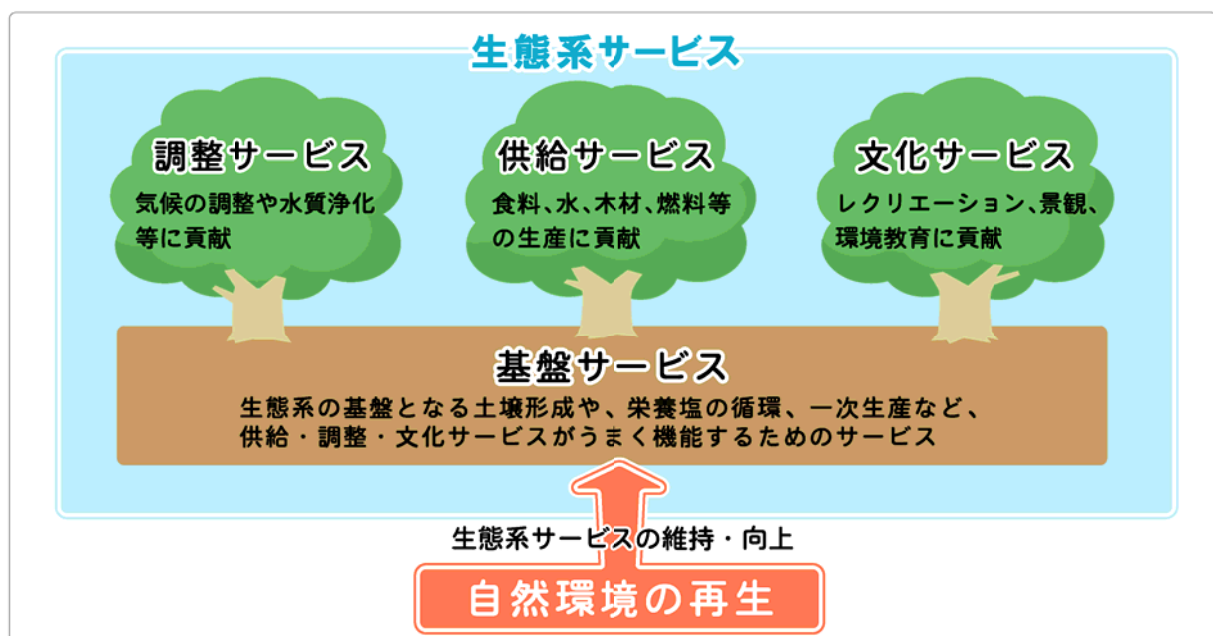 生態系サービス
調整サービス
気候の調整や水質浄化
等に貢献
供給サービス
食料、水、木材、燃料等
の生産に貢献
文化サービス
レクリエーション、景観、
環境教育に貢献
基盤サービス
生態系の基盤となる土壌形成や、栄養塩の循環、一次生産など、
供給・調整・文化サービスがうまく機能するためのサービス
生態系サービスの維持・向上
自然環境の再生